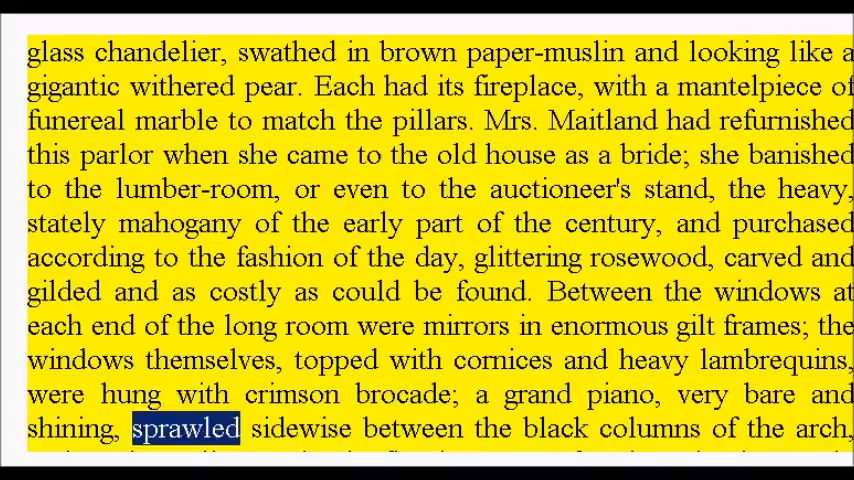 glass chandelier, swathed in brown paper-muslin and looking like a
gigantic withered pear. Each had its fireplace, with a mantelpiece of
funereal marble to match the pillars. Mrs. Maitland had refurnished
this parlor when she came to the old house as a bride; she banished
to the lumber-room, or even to the auctioneer's stand, the heavy,
stately mahogany of the early part of the century, and purchased
according to the fashion of the day, glittering rosewood, carved and
gilded and as costly as could be found. Between the windows at
each end of the long room were mirrors in enormous gilt frames; the
windows themselves, topped with cornices and heavy lambrequins,
were hung with crimson brocade; a grand piano, very bare and
shining, sprawled sidewise between the black columns of the arch,